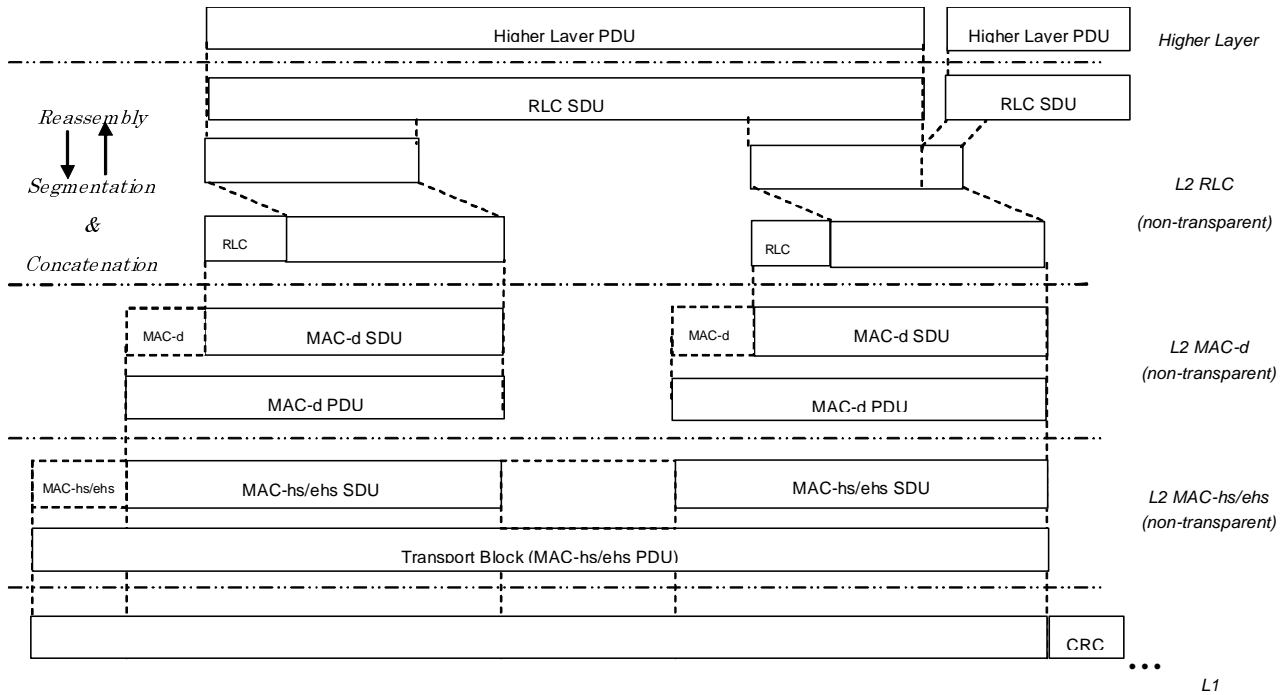 Higher Layer PDU
Higher Layer PDU
Higher Layer
RLC SDU
RLC SDU
Reassembly
Segmentation
&
Concatenation
L2 RLC
(non-transparent)
RLC
RLC
MAC-d
MAC-d SDU
MAC-d
MAC-d SDU
L2 MAC-d
(non-transparent)
MAC-d PDU
MAC-d PDU
MAC-hs/ehs
MAC-hs/ehs SDU
MAC-hs/ehs SDU
L2 MAC-hs/ehs
(non-transparent)
Transport Block (MAC-hs/ehs PDU)
CRC
•••
L1